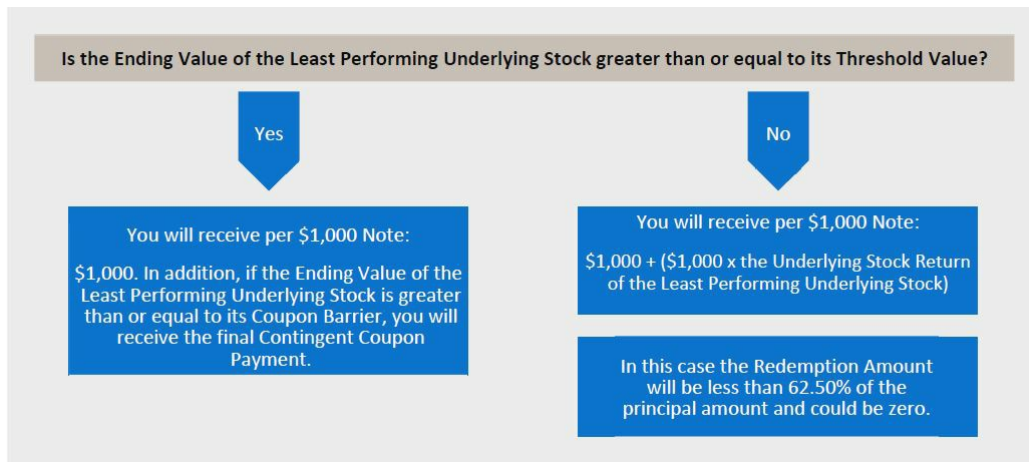 Is the Ending Value of the Least Performing Underlying Stock greater than or equal to its Threshold Value?
Yes
No
You will receive per $1,000 Note:
$1,000. In addition, if the Ending Value of the
Least Performing Underlying Stock is greater
than or equal to its Coupon Barrier, you will
receive the final Contingent Coupon
Payment.
You will receive per $1,000 Note:
$1,000 + ($1,000 x the Underlying Stock Return
of the Least Performing Underlying Stock)
In this case the Redemption Amount
will be less than 62.50% of the
principal amount and could be zero.